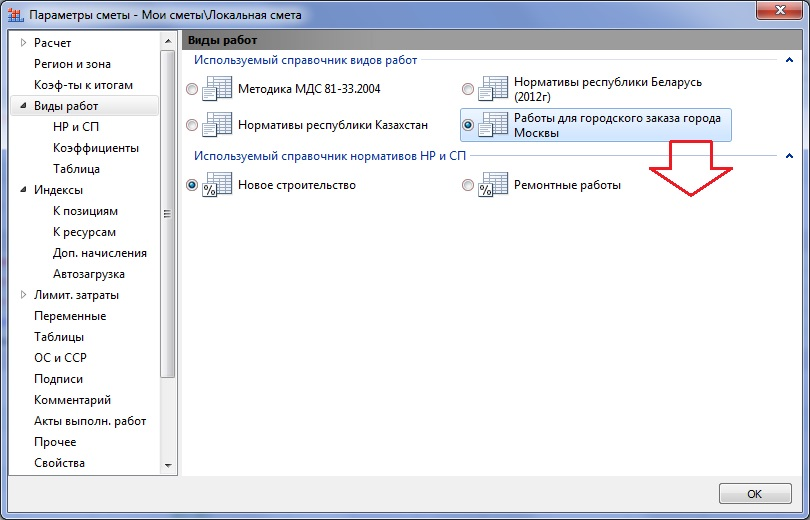 Параметры сметы - Мои сметы\Локальная смета
Расчет
Регион и зона
Коэф-ты к итогам
Виды работ
НР и СП
Коэффициенты
Таблица
Индексы
К позициям
К ресурсам
Доп. начисления
Автозагрузка
Лимит. затраты
Переменные
Таблицы
ОС и ССР
Подписи
Комментарий
Акты выполн. работ
Прочее
Свойства
Виды работ
Используемый справочник видов работ
Методика МДС 81-33.2004
Нормативы республики Беларусь
(2012г)
Нормативы республики Казахстан
Работы для городского заказа города
Москвы
Используемый справочник нормативов НР и СП
%
Новое строительство
%
Ремонтные работы
OK